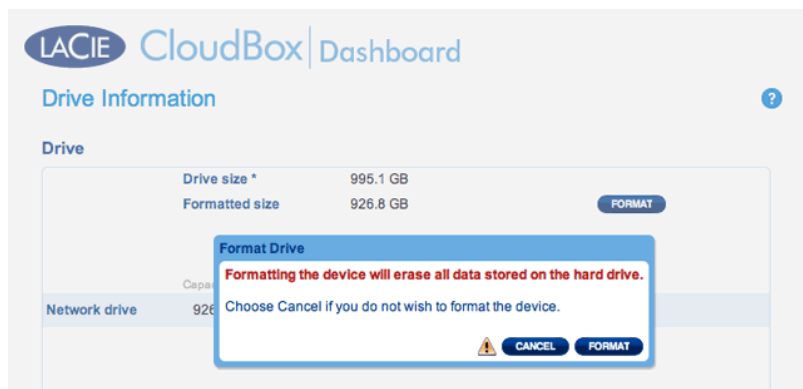 LACIE CloudBox Dashboard
Drive Information
?
Drive
Drive size * 995.1 GB
Formatted size 926.8 GB FORMAT
Format Drive
Formatting the device will erase all data stored on the hard drive.
Choose Cancel if you do not wish to format the device.
Network drive 926
CANCEL FORMAT